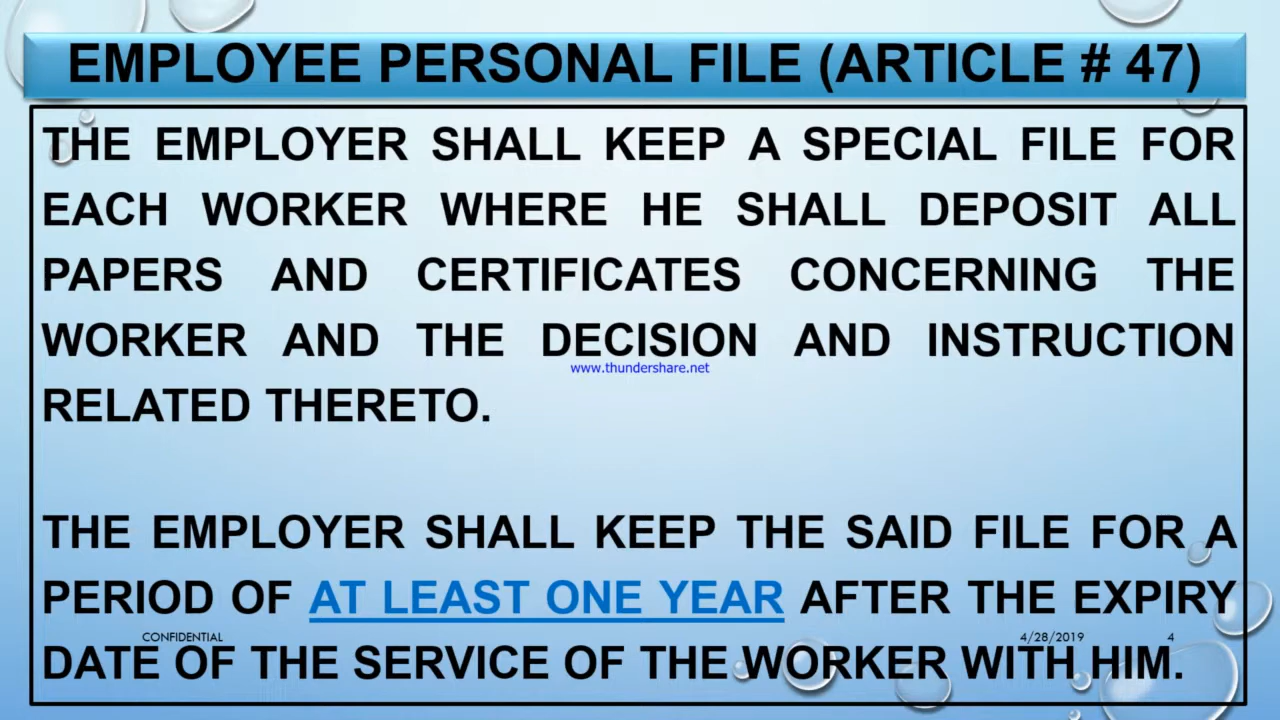 EMPLOYEE PERSONAL FILE (ARTICLE # 47)
THE EMPLOYER SHALL KEEP A SPECIAL FILE FOR
EACH WORKER WHERE HE SHALL DEPOSIT ALL
PAPERS AND CERTIFICATES CONCERNING THE
WORKER AND THE DECISION AND INSTRUCTION
www.thundershare.net
RELATED THERETO.
THE EMPLOYER SHALL KEEP THE SAID FILE FOR A
PERIOD OF AT LEAST ONE YEAR AFTER THE EXPIRY
CONFIDENTIAL 4/28/2019 4
DATE OF THE SERVICE OF THE WORKER WITH HIM.